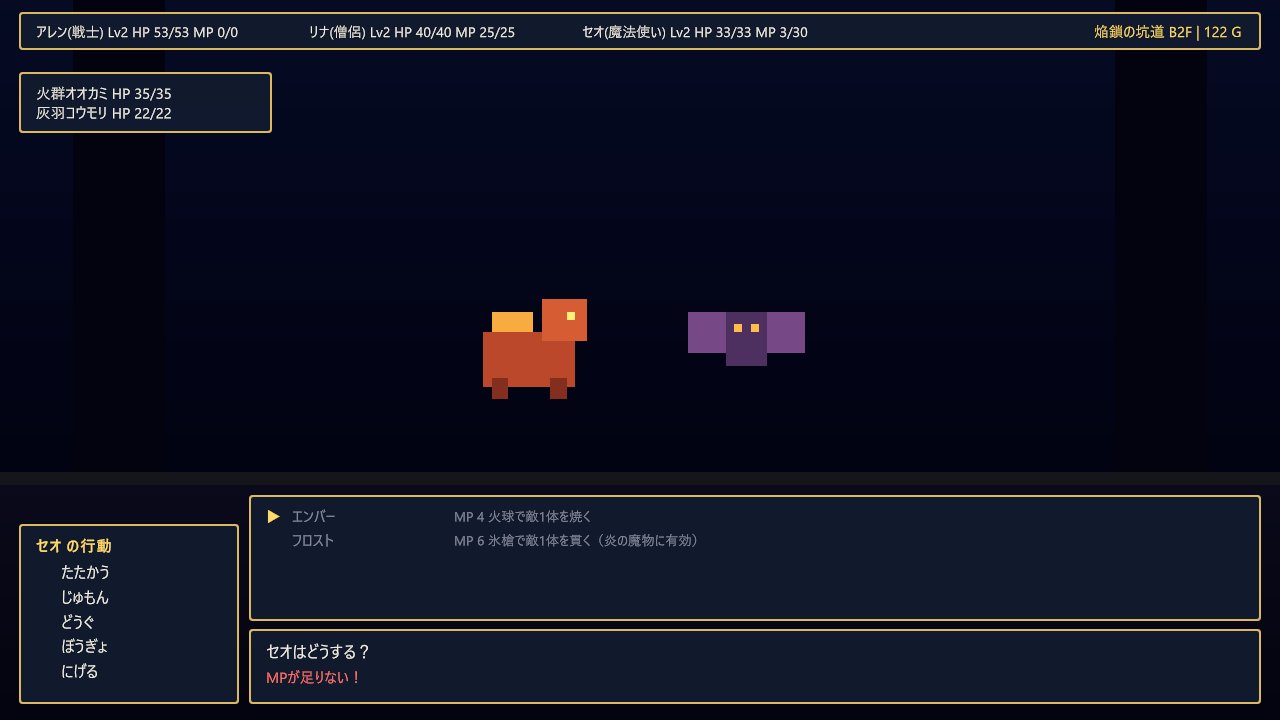 アレン(戦士) Lv2 HP 53/53 MP 0/0 リナ(僧侶) Lv2 HP 40/40 MP 25/25 セオ(魔法使い) Lv2 HP 33/33 MP 3/30 焔鎖の坑道 B2F | 122 G
火群オオカミ HP 35/35
灰羽コウモリ HP 22/22
エンバー MP 4 火球で敵1体を焼く
フロスト MP 6 氷槍で敵1体を貫く（炎の魔物に有効）
セオ の行動
たたかう
じゅもん
どうぐ
ぼうぎょ
にげる
セオはどうする？
MPが足りない！